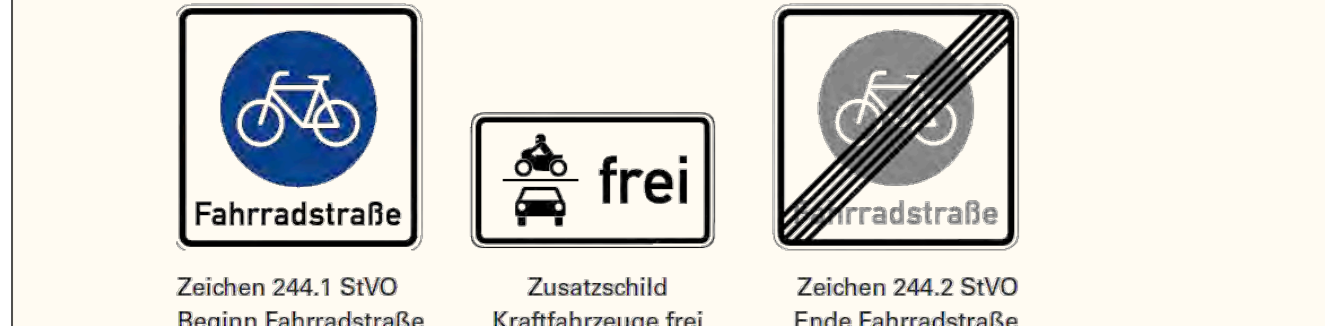 Fahrradstraße
frei
Fahrradstraße
Zeichen 244.1 StVO
Beginn Fahrradstraße
Zusatzschild
Kraftfahrzeuge frei
Zeichen 244.2 StVO
Ende Fahrradstraße